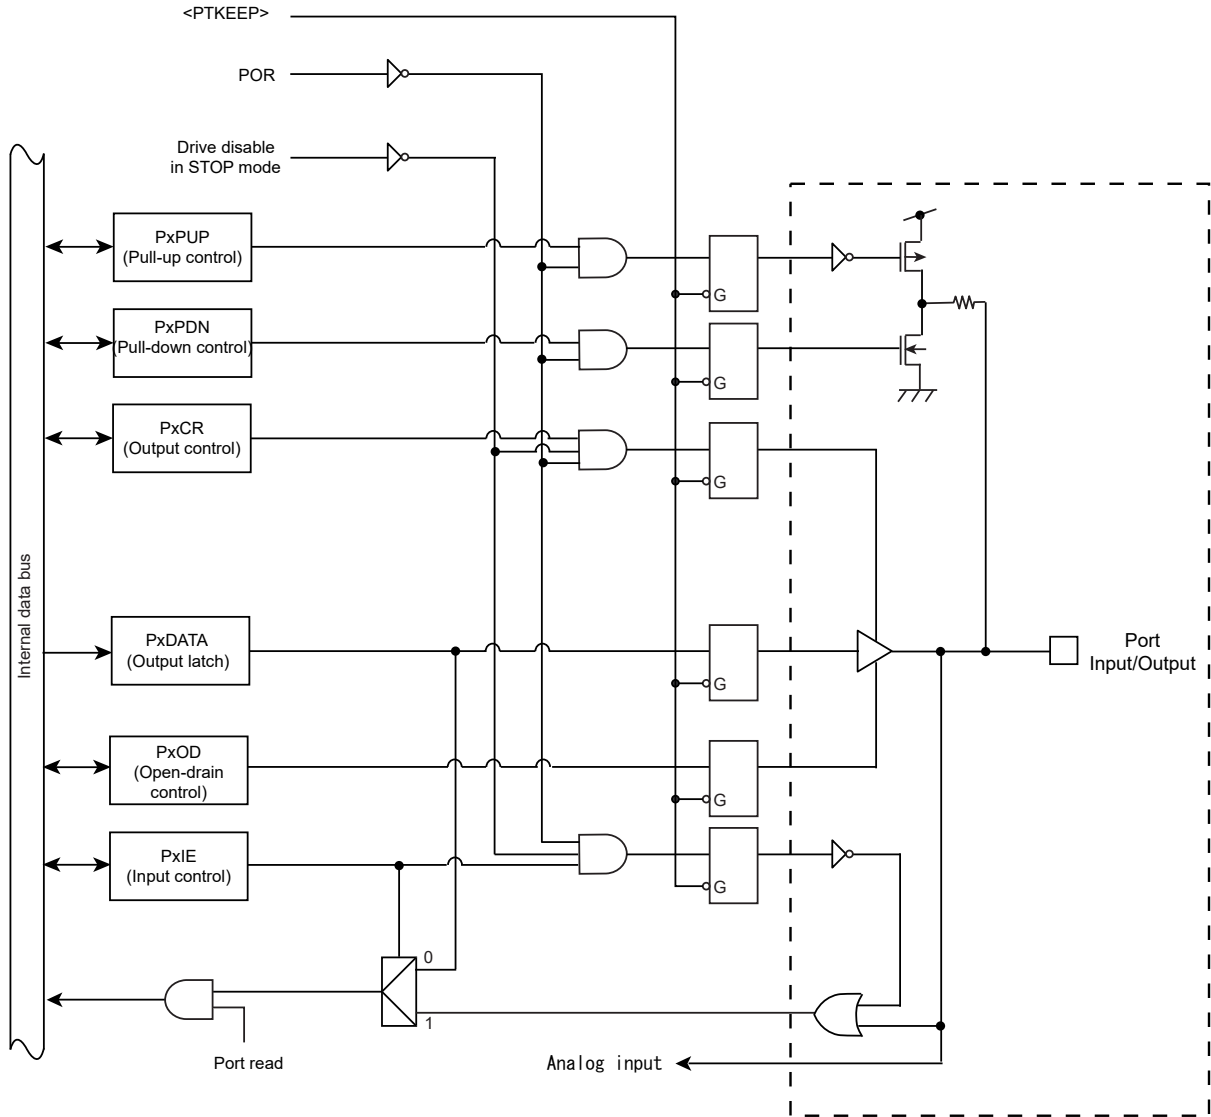 <PTKEEP>
POR
Drive disable
in STOP mode
PxPUP
(Pull-up control)
G
PxPDN
(Pull-down control)
G
PxCR
(Output control)
G
Internal data bus
PxDATA
(Output latch)
G
Port
Input/Output
PxOD
(Open-drain
control)
G
PxIE
(Input control)
G
0
1
Port read
Analog input